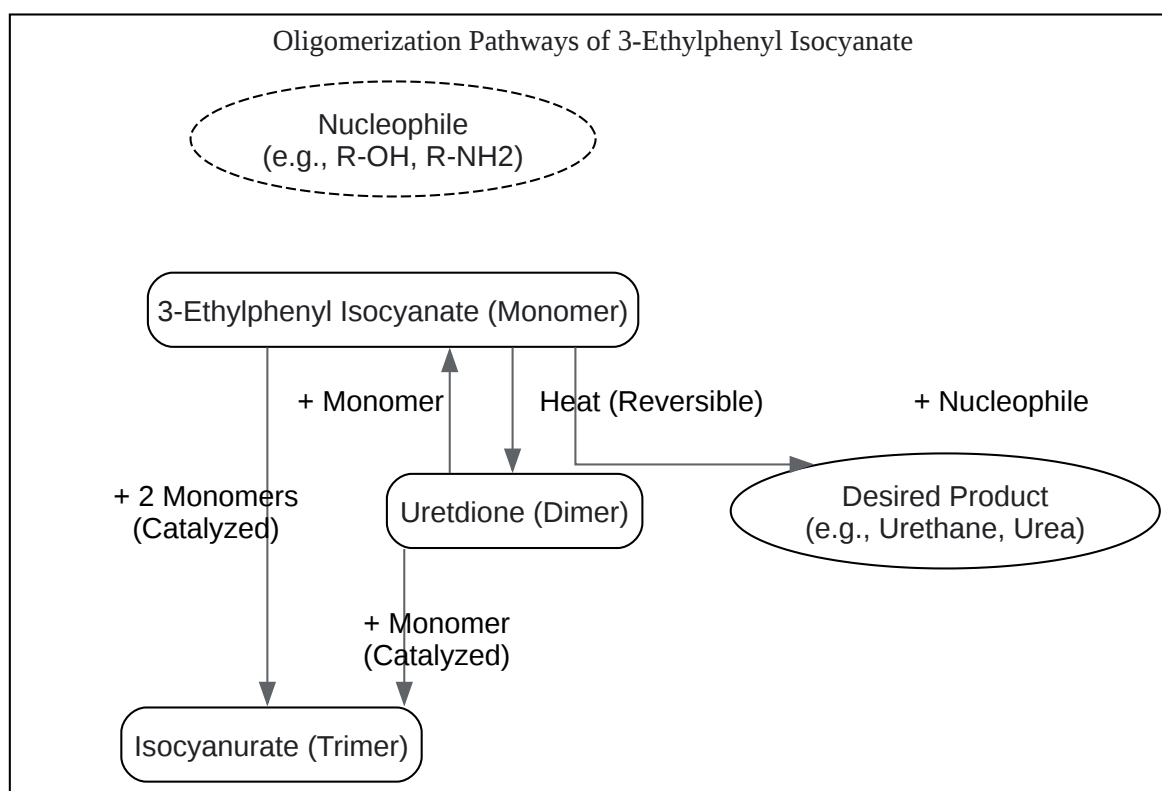 Oligomerization Pathways of 3-Ethylphenyl Isocyanate
Nucleophile
(e.g., R-OH, R-NH2)
3-Ethylphenyl Isocyanate (Monomer)
+ Monomer
Heat (Reversible)
+ Nucleophile
+ 2 Monomers
(Catalyzed)
Uretdione (Dimer)
Desired Product
(e.g., Urethane, Urea)
+ Monomer
(Catalyzed)
Isocyanurate (Trimer)